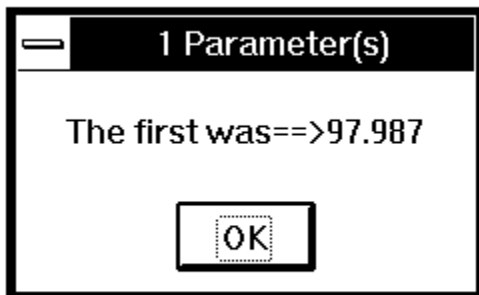 1 Parameter(s)
The first was==>97.987
OK